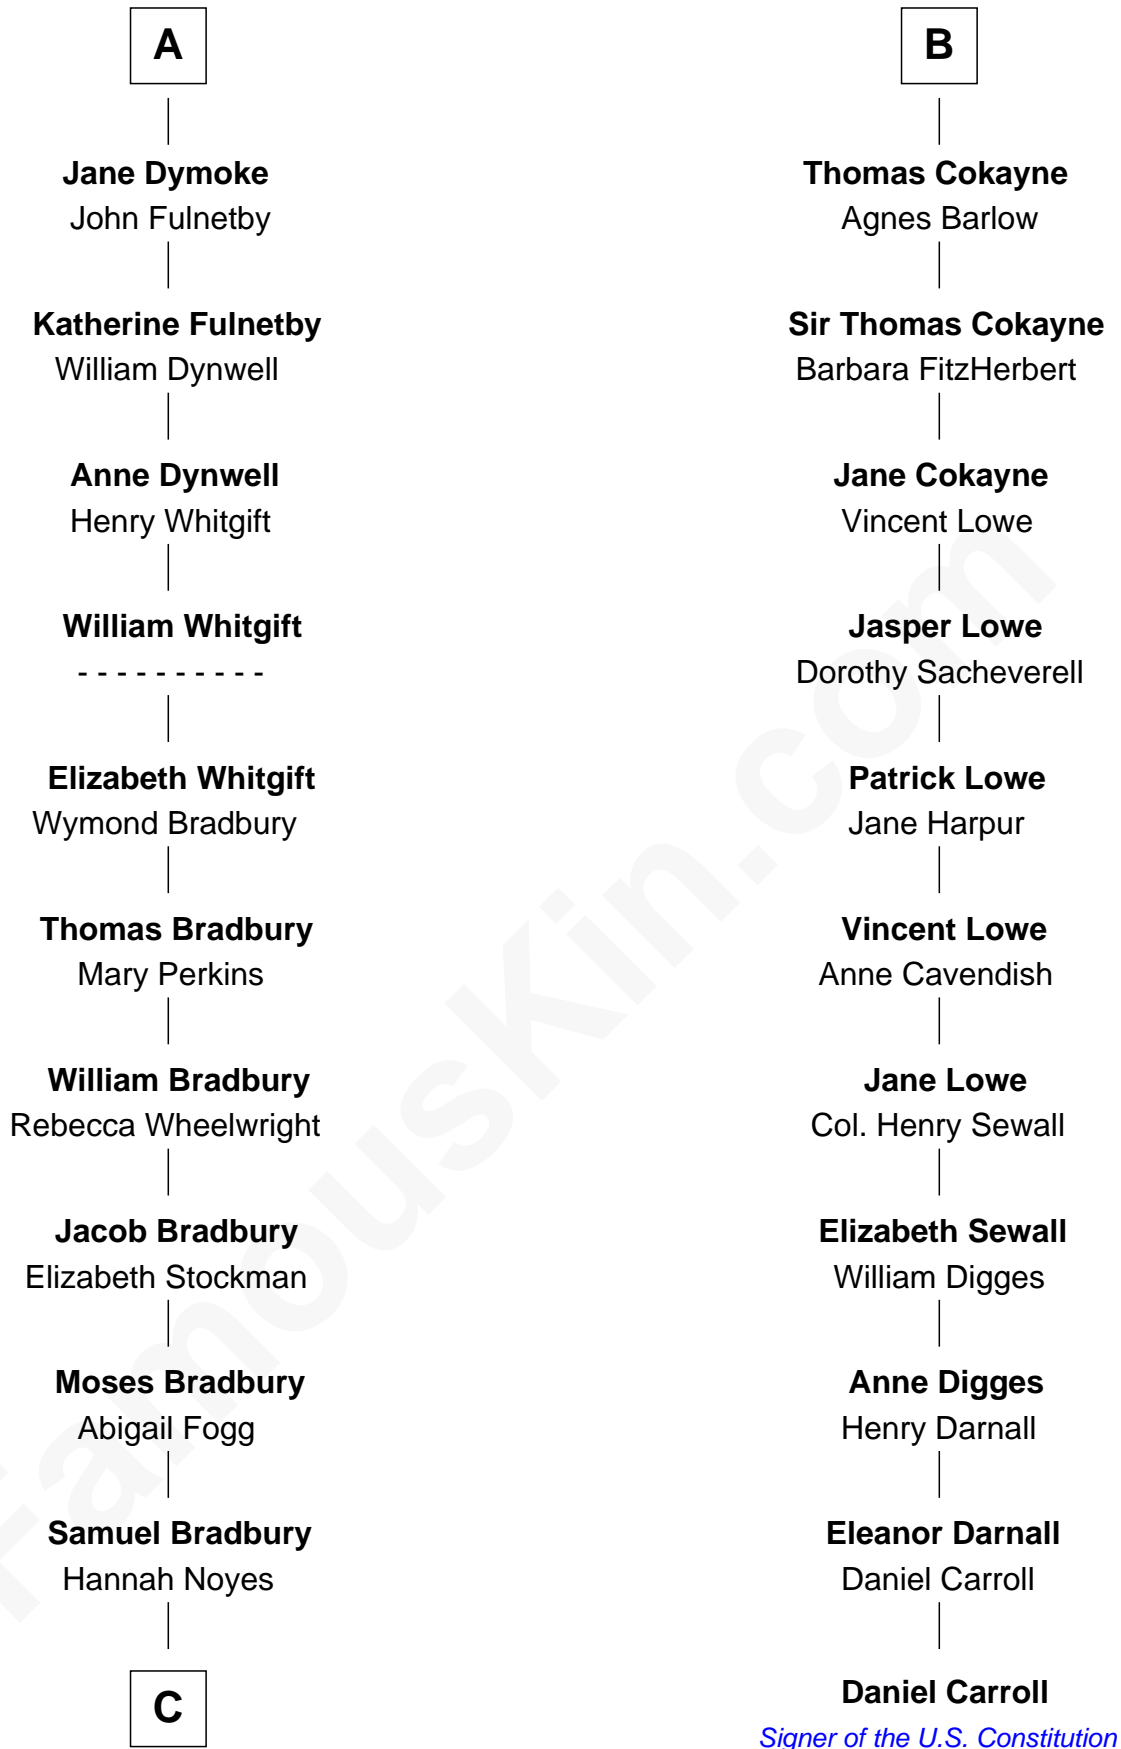 A
Jane Dymoke
John Fulnetby
Katherine Fulnetby
William Dynwell
Anne Dynwell
Henry Whitgift
William Whitgift
- - - - - - - - - -
Elizabeth Whitgift
Wymond Bradbury
Thomas Bradbury
Mary Perkins
William Bradbury
Rebecca Wheelwright
Jacob Bradbury
Elizabeth Stockman
Moses Bradbury
Abigail Fogg
Samuel Bradbury
Hannah Noyes
C
B
Thomas Cokayne
Agnes Barlow
Sir Thomas Cokayne
Barbara FitzHerbert
Jane Cokayne
Vincent Lowe
Jasper Lowe
Dorothy Sacheverell
Patrick Lowe
Jane Harpur
Vincent Lowe
Anne Cavendish
Jane Lowe
Col. Henry Sewall
Elizabeth Sewall
William Digges
Anne Digges
Henry Darnall
Eleanor Darnall
Daniel Carroll
Daniel Carroll
Signer of the U.S. Constitution
FamousKin.com